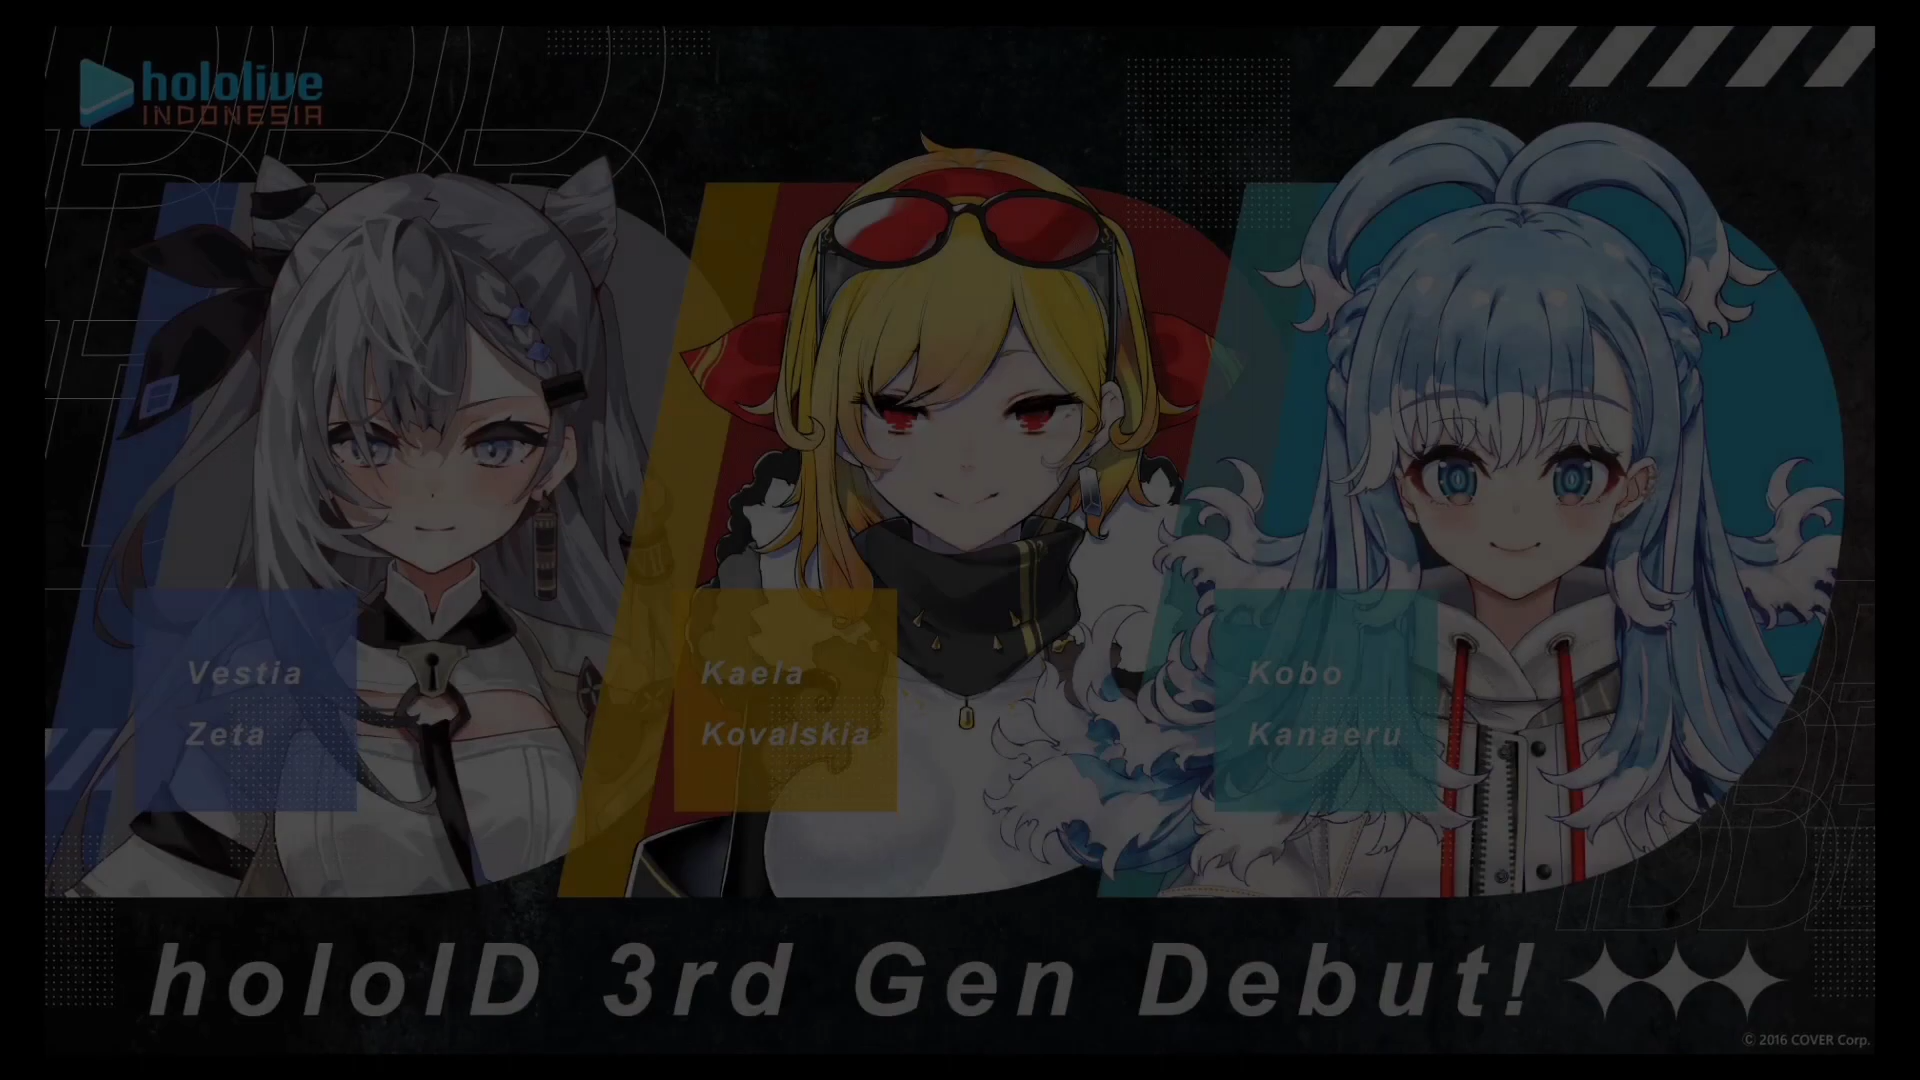 hololive
INDONESIA
Vestia
Zeta
Kaela
Kovalskia
Kobo
Kanaeru
holoID 3rd Gen Debut!
© 2016 COVER Corp.